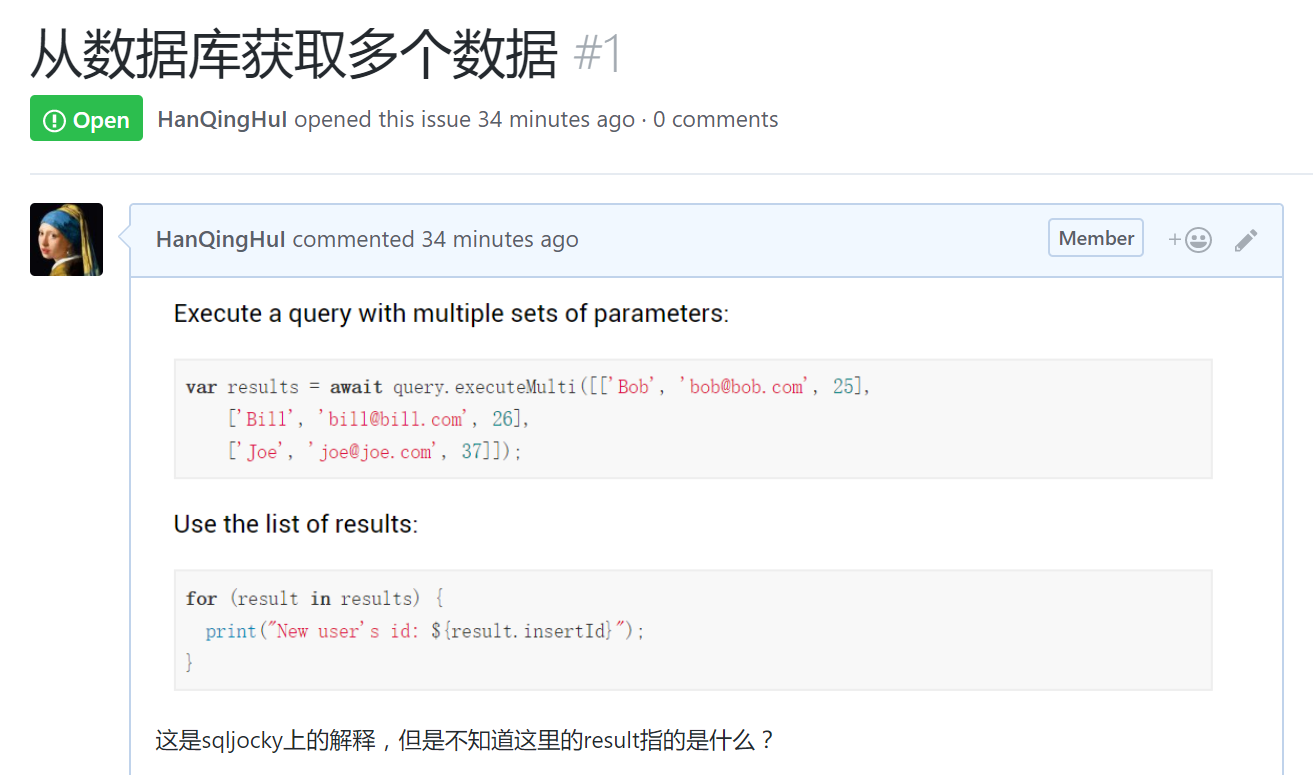 从数据库获取多个数据 #1
Open HanQingHul opened this issue 34 minutes ago · 0 comments
HanQingHul commented 34 minutes ago Member +
Execute a query with multiple sets of parameters:
var results = await query.executeMulti([['Bob', 'bob@bob.com', 25],
['Bill', 'bill@bill.com', 26],
['Joe', 'joe@joe.com', 37]]);
Use the list of results:
for (result in results) {
print("New user's id: ${result.insertId}");
}
这是sqljocky上的解释，但是不知道这里的result指的是什么？